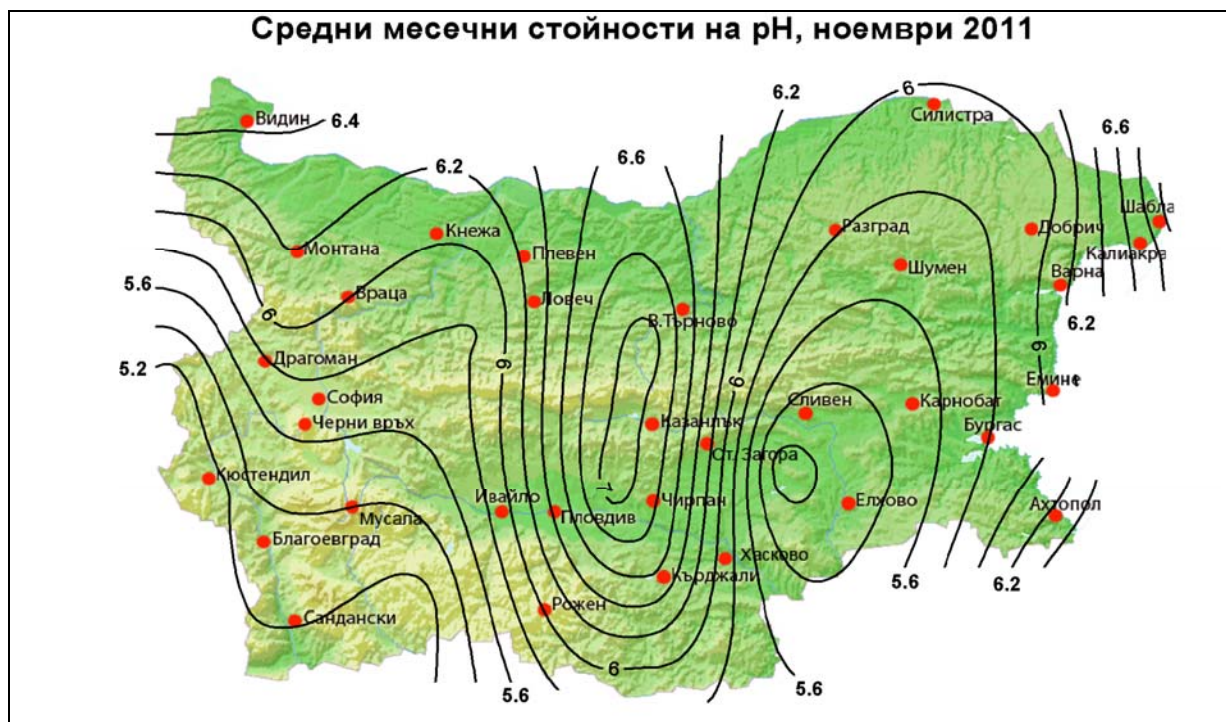 Средни месечни стойности на pH, ноември 2011
6.2
6
Силистра
Видин
6.4
6.6
6.6
6.2
Шабла
Кнежа
Разград
Добрич
Монтана
Плевен
Калиакра
Шумен
Варна
5.6
Враца
Ловеч
В.Търново
6
6.2
Драгоман
6
6
6
5.2
Емине
София
Сливен
Карнобат
Черни връх
Казанлък
Бургас
Ст. Загора
Кюстендил
7
Чирпан
Елхово
Ахтопол
Мусала
Ивайло
Пловдив
Благоевград
Хасково
Кърджали
5.6
6.2
Рожен
Сандански
6
5.6
5.6